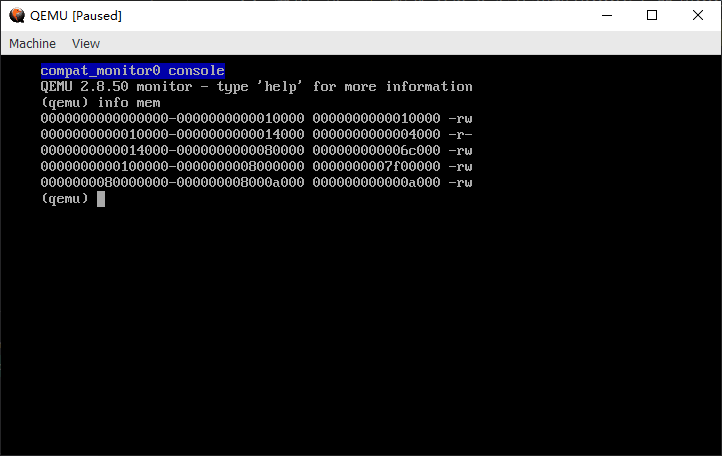 QEMU [Paused]
Machine View
compat_monitor0 console
QEMU 2.8.50 monitor - type 'help' for more information
(qemu) info mem
0000000000000000-0000000000010000 0000000000010000 -rw
0000000000010000-0000000000014000 0000000000004000 -r-
0000000000014000-0000000000080000 000000000006c000 -rw
0000000000100000-0000000008000000 0000000007f00000 -rw
0000000080000000-000000008000a000 000000000000a000 -rw
(qemu)